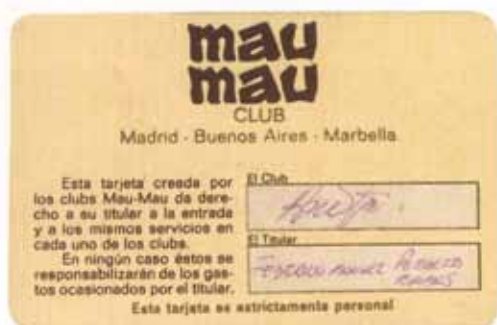 mau
mau
CLUB
Madrid - Buenos Aires - Marbella
Esta tarjeta creada por
los clubs Mau-Mau da dere-
cho a su titular a la entrada
y a los mismos servicios en
cada uno de los clubs.
En ningún caso éstos se
responsabilizarán de los gas-
tos ocasionados por el titular.
El Club
El Titular
Esta tarjeta es estrictamente personal